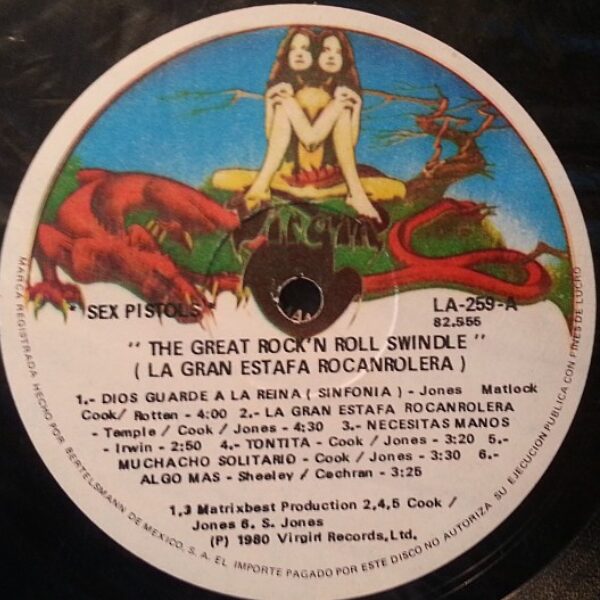 Virgin
" SEX PISTOLS "
LA-259-A
82.555
" THE GREAT ROCK'N ROLL SWINDLE "
( LA GRAN ESTAFA ROCANROLERA )
1.- DIOS GUARDE A LA REINA ( SINFONIA ) - Jones Matlock
Cook/ Rotten - 4:00 2.- LA GRAN ESTAFA ROCANROLERA
- Temple / Cook / Jones - 4:30 3.- NECESITAS MANOS
- Irwin - 2:50 4.- TONTITA - Cook / Jones - 3:20 5.-
MUCHACHO SOLITARIO - Cook / Jones - 3:30 6.-
ALGO MAS - Sheeley / Cochran - 3:25
1,3 Matrixbest Production 2,4,5 Cook /
Jones 6. S. Jones
(P) 1980 Virgin Records, Ltd.
MARCA REGISTRADA HECHO POR BERTELSMANN DE MEXICO, S. A. EL IMPORTE PAGADO POR ESTE DISCO NO AUTORIZA SU EJECUCION PUBLICA CON FINES DE LUCRO